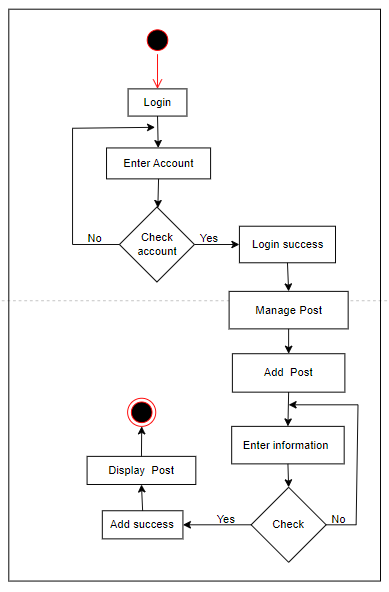 Login
Enter Account
Check
account
No
Yes
Login success
Manage Post
Add Post
Enter information
Check
No
Yes
Add success
Display Post